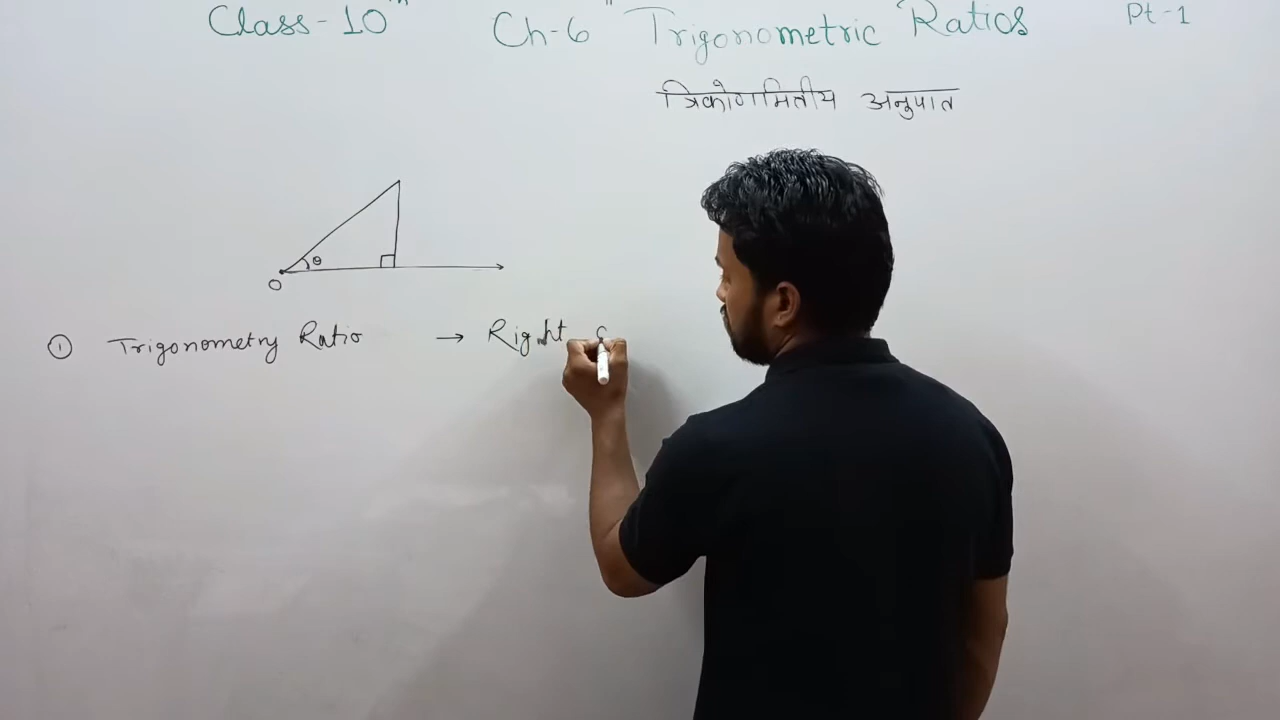 Class-10th Ch-6 "Trigonometric Ratios Pt-1
त्रिकोणमितीय अनुपात
θ
O
① Trigonometry Ratio → Right